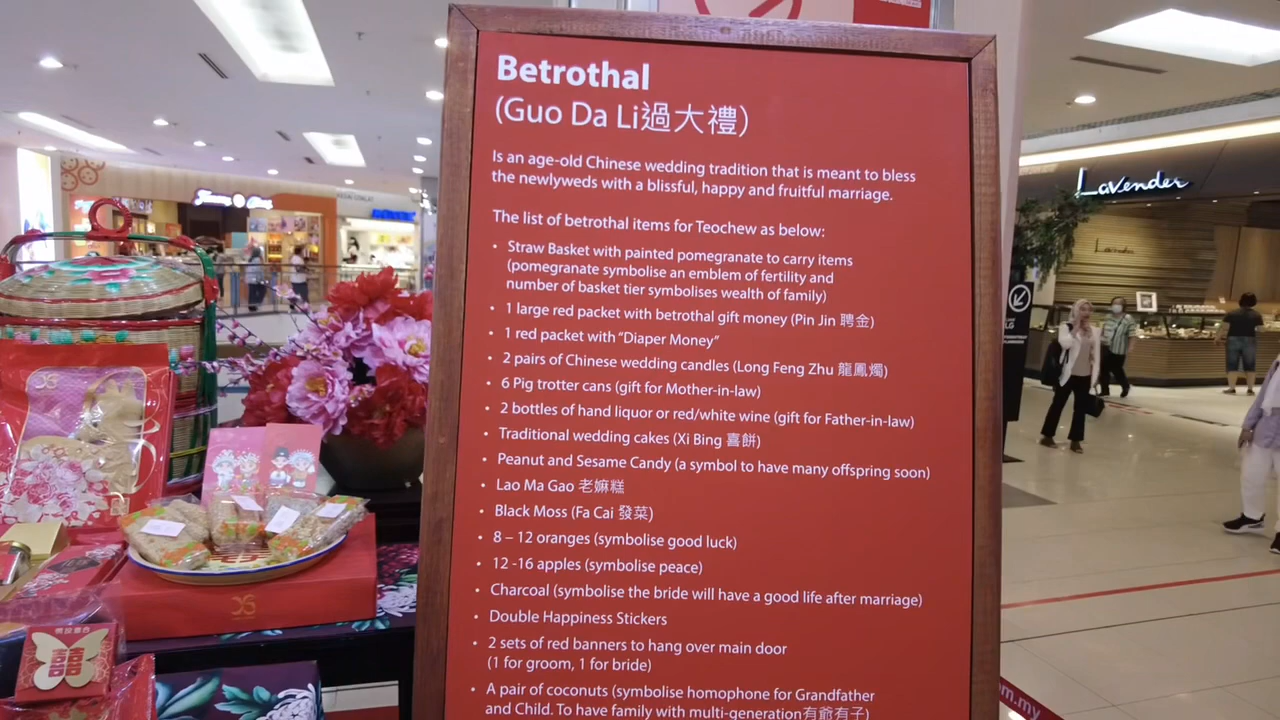 Betrothal
(Guo Da Li過大禮)
Is an age-old Chinese wedding tradition that is meant to bless
the newlyweds with a blissful, happy and fruitful marriage.
The list of betrothal items for Teochew as below:
• Straw Basket with painted pomegranate to carry items
(pomegranate symbolise an emblem of fertility and
number of basket tier symbolises wealth of family)
• 1 large red packet with betrothal gift money (Pin Jin 聘金)
• 1 red packet with “Diaper Money”
• 2 pairs of Chinese wedding candles (Long Feng Zhu 龍鳳燭)
• 6 Pig trotter cans (gift for Mother-in-law)
• 2 bottles of hand liquor or red/white wine (gift for Father-in-law)
• Traditional wedding cakes (Xi Bing 喜餅)
• Peanut and Sesame Candy (a symbol to have many offspring soon)
• Lao Ma Gao 老嫲糕
• Black Moss (Fa Cai 發菜)
• 8 – 12 oranges (symbolise good luck)
• 12 -16 apples (symbolise peace)
• Charcoal (symbolise the bride will have a good life after marriage)
• Double Happiness Stickers
• 2 sets of red banners to hang over main door
(1 for groom, 1 for bride)
• A pair of coconuts (symbolise homophone for Grandfather
and Child. To have family with multi-generation有爺有子)
Lavender
Lavender
LG
囍
om.my